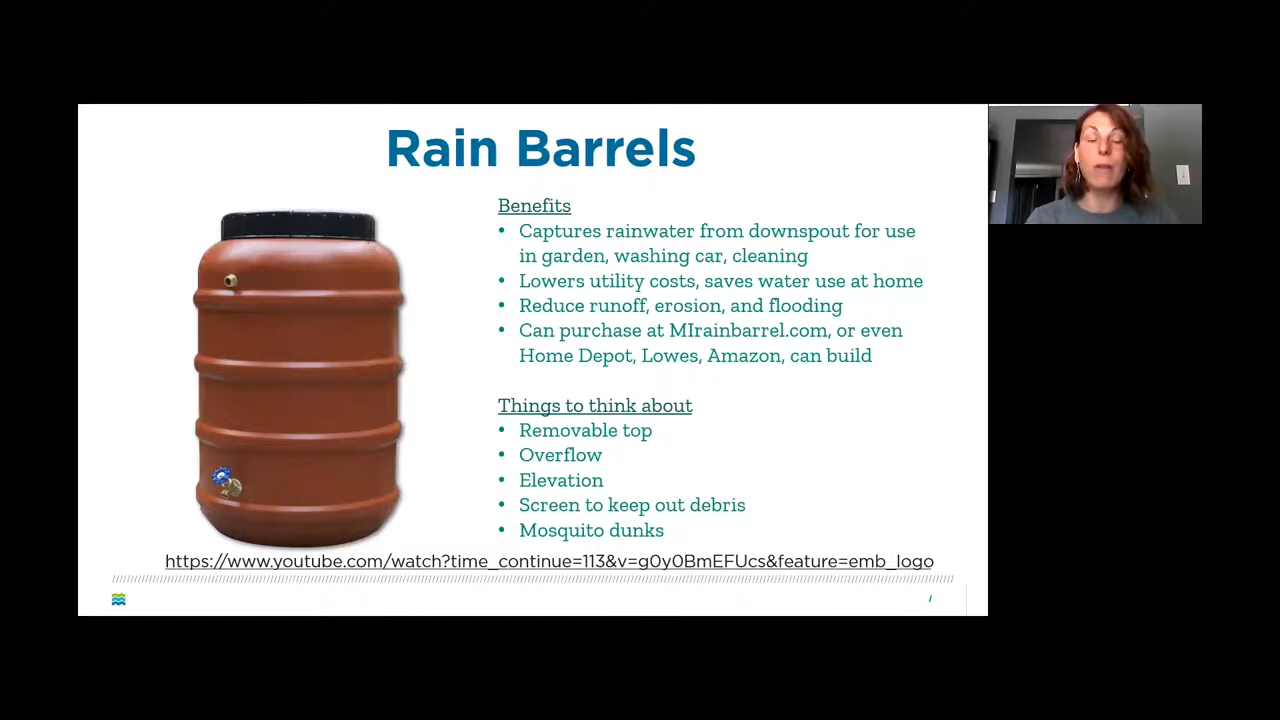 Rain Barrels
Benefits
• Captures rainwater from downspout for use
in garden, washing car, cleaning
• Lowers utility costs, saves water use at home
• Reduce runoff, erosion, and flooding
• Can purchase at MIrainbarrel.com, or even
Home Depot, Lowes, Amazon, can build
Things to think about
• Removable top
• Overflow
• Elevation
• Screen to keep out debris
• Mosquito dunks
https://www.youtube.com/watch?time_continue=113&v=g0y0BmEFUcs&feature=emb_logo